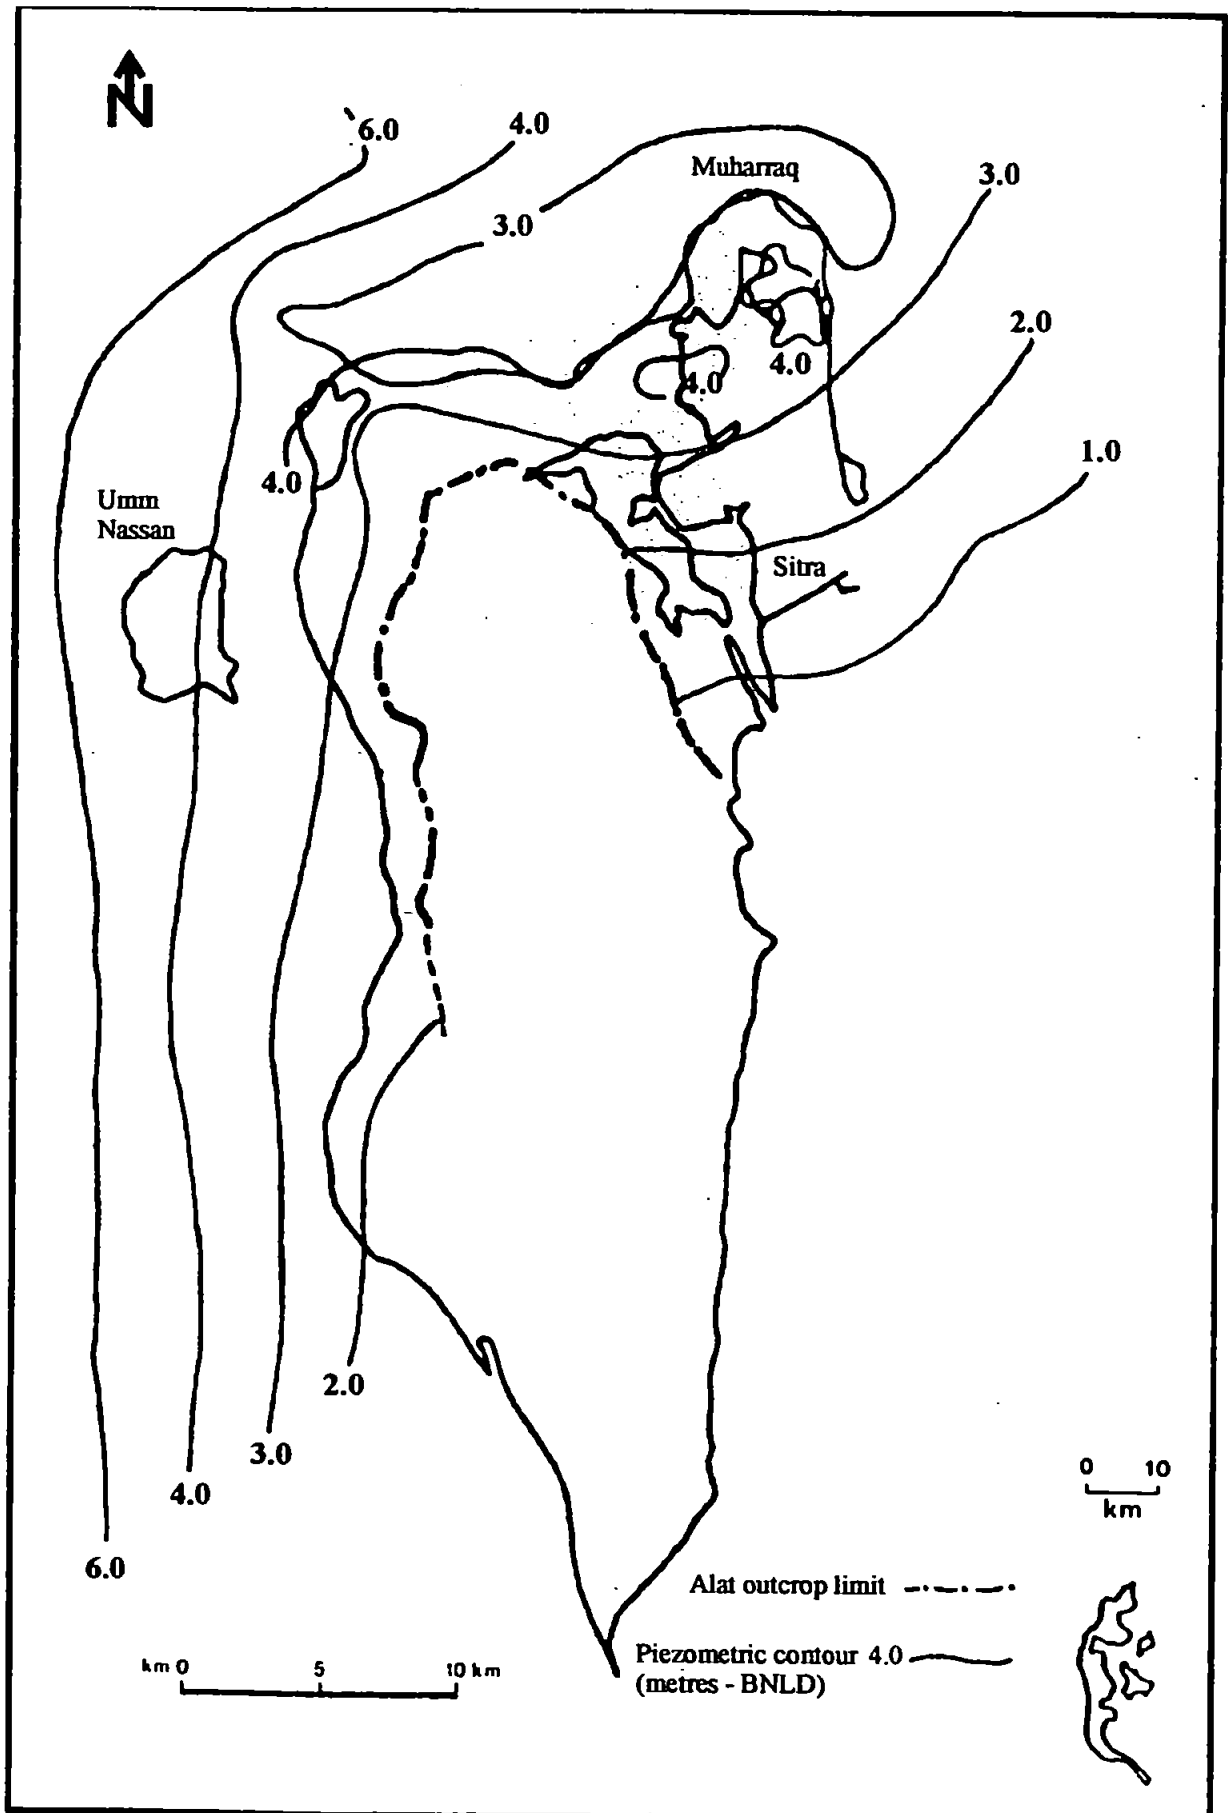 N
6.0
4.0
Muharraq
3.0
3.0
2.0
4.0
4.0
1.0
4.0
Umm
Nassan
Sitra
2.0
3.0
4.0
6.0
0 10
km
Alat outcrop limit
Piezometric contour 4.0
(metres - BNLD)
km 0 5 10 km